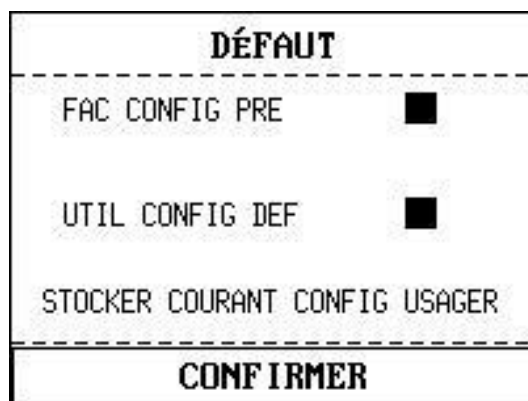 DÉFAUT
FAC CONFIG PRE
UTIL CONFIG DEF
STOCKER COURANT CONFIG USAGER
CONFIRMER